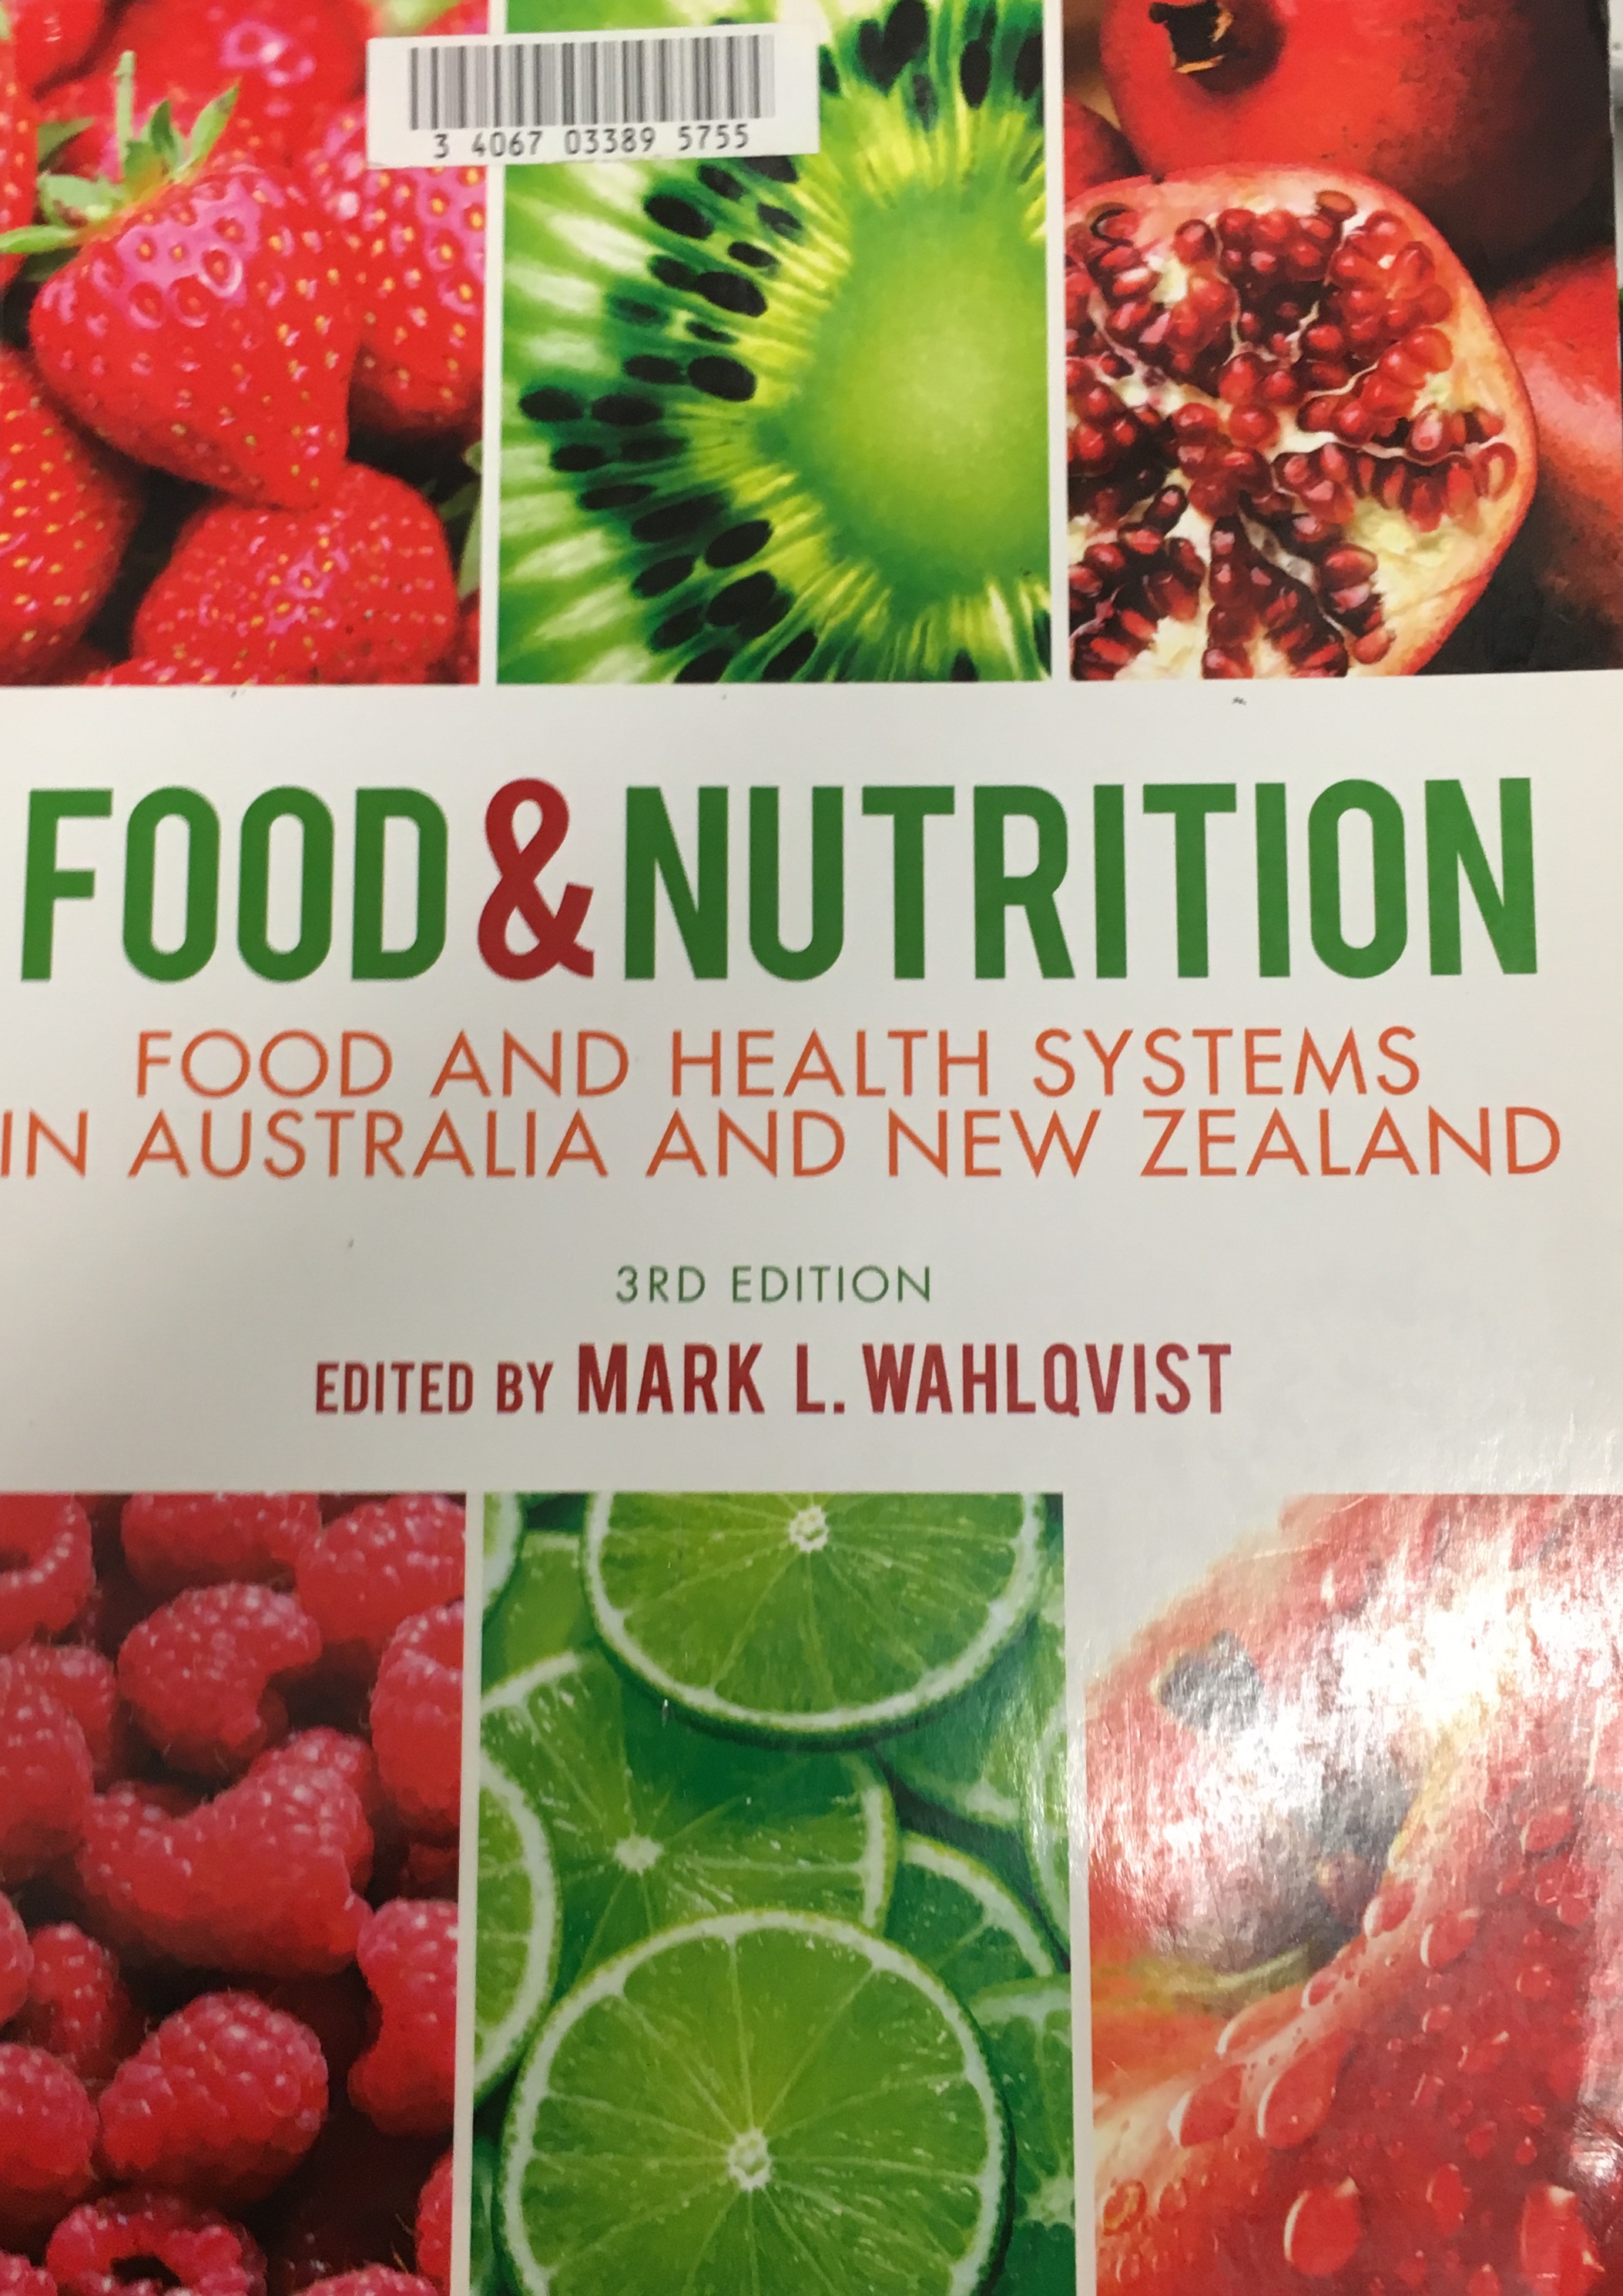 3 4067 03389 5755
FOOD & NUTRITION
FOOD AND HEALTH SYSTEMS
IN AUSTRALIA AND NEW ZEALAND
3RD EDITION
EDITED BY MARK L. WAHLQVIST